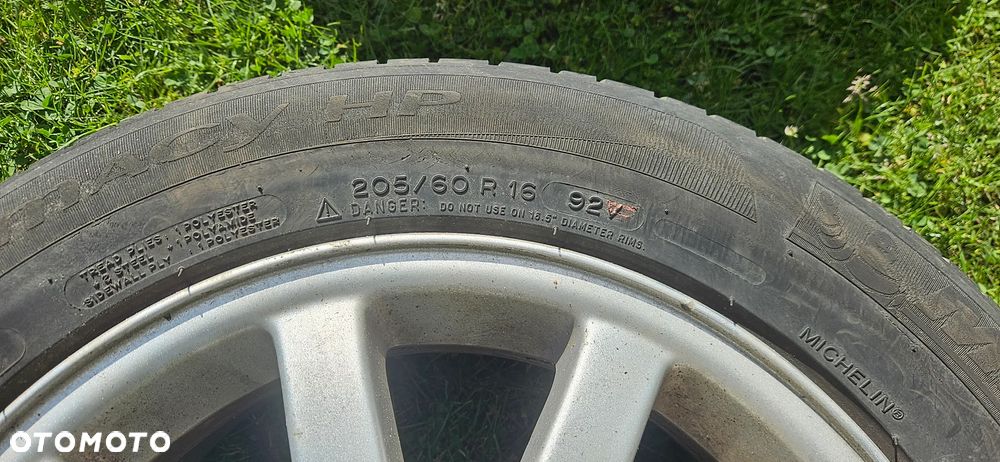 MACY HP
205/60 R 16 92V
DANGER: DO NOT USE ON 16.5" DIAMETER RIMS.
TREAD PLIES : 1 POLYESTER
+ 2 STEEL + 1 POLYAMIDE
SIDEWALL PLY : 1 POLYESTER
MICHELIN®
OTOMOTO